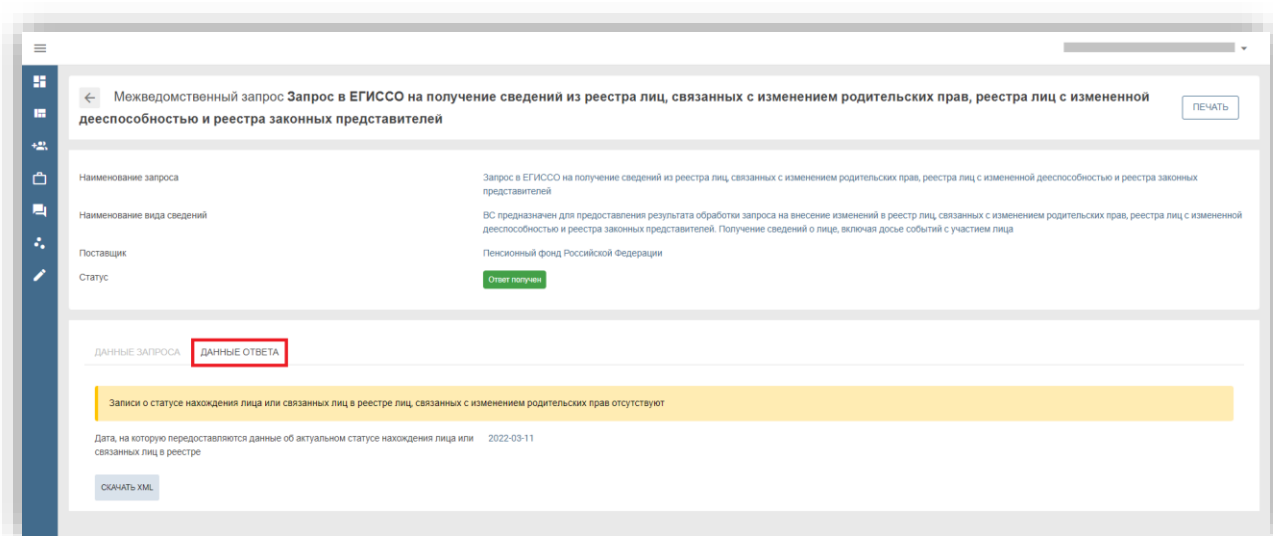 Межведомственный запрос Запрос в ЕГИССО на получение сведений из реестра лиц, связанных с изменением родительских прав, реестра лиц с измененной
дееспособностью и реестра законных представителей
ПЕЧАТЬ
Наименование запроса
Запрос в ЕГИССО на получение сведений из реестра лиц, связанных с изменением родительских прав, реестра лиц с измененной дееспособностью и реестра законных
представителей
Наименование вида сведений
ВС предназначен для предоставления результата обработки запроса на внесение изменений в реестр лиц, связанных с изменением родительских прав, реестра лиц с измененной
дееспособностью и реестра законных представителей. Получение сведений о лице, включая досье событий с участием лица
Поставщик
Пенсионный фонд Российской Федерации
Статус
Ответ получен
ДАННЫЕ ЗАПРОСА
ДАННЫЕ ОТВЕТА
Записи о статусе нахождения лица или связанных лиц в реестре лиц, связанных с изменением родительских прав отсутствуют
Дата, на которую передоставляются данные об актуальном статусе нахождения лица или
связанных лиц в реестре
2022-03-11
СКАЧАТЬ XML